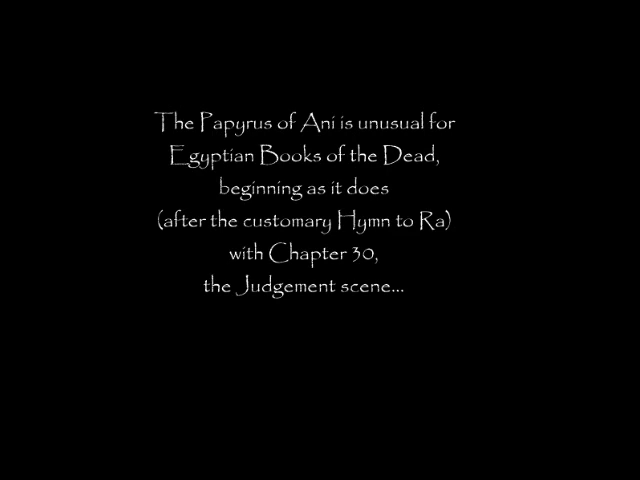 The Papyrus of Ani is unusual for
Egyptian Books of the Dead,
beginning as it does
(after the customary Hymn to Ra)
with Chapter 30,
the Judgement scene...